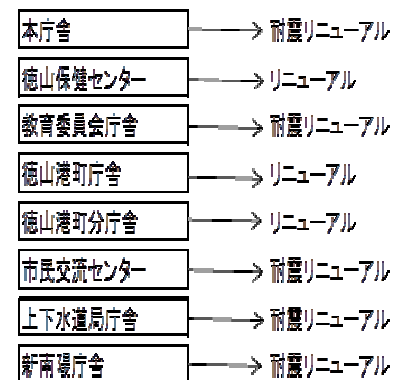 本庁舎 → 耐震リニューアル
徳山保健センター → リニューアル
教育委員会庁舎 → 耐震リニューアル
徳山港町庁舎 → リニューアル
徳山港町分庁舎 → リニューアル
市民交流センター → 耐震リニューアル
上下水道局庁舎 → 耐震リニューアル
新南陽庁舎 → 耐震リニューアル